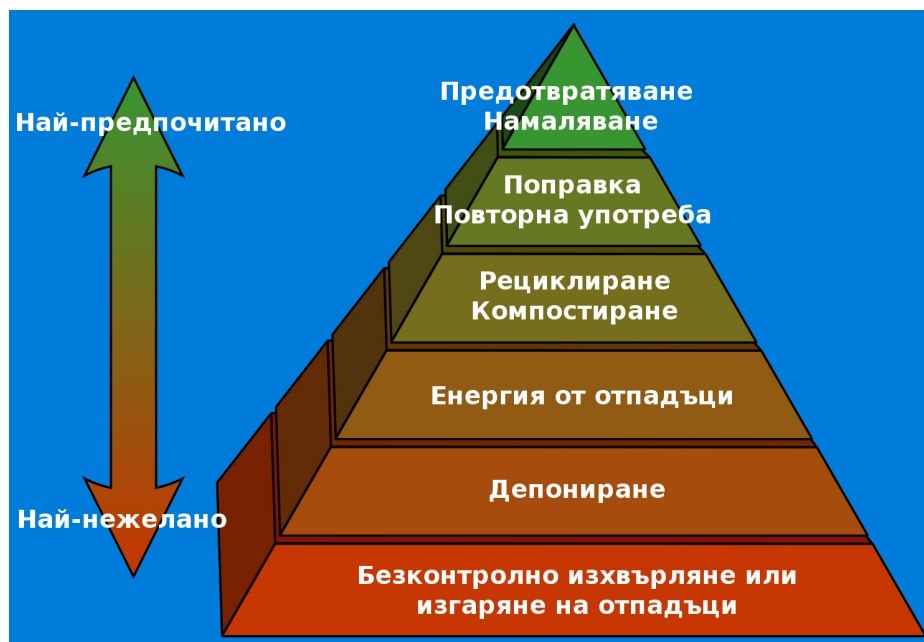 Предотвратяване
Намаляване
Най-предпочитано
Поправка
Повторна употреба
Рециклиране
Компостиране
Енергия от отпадъци
Депониране
Най-нежелано
Безконтролно изхвърляне или
изгаряне на отпадъци